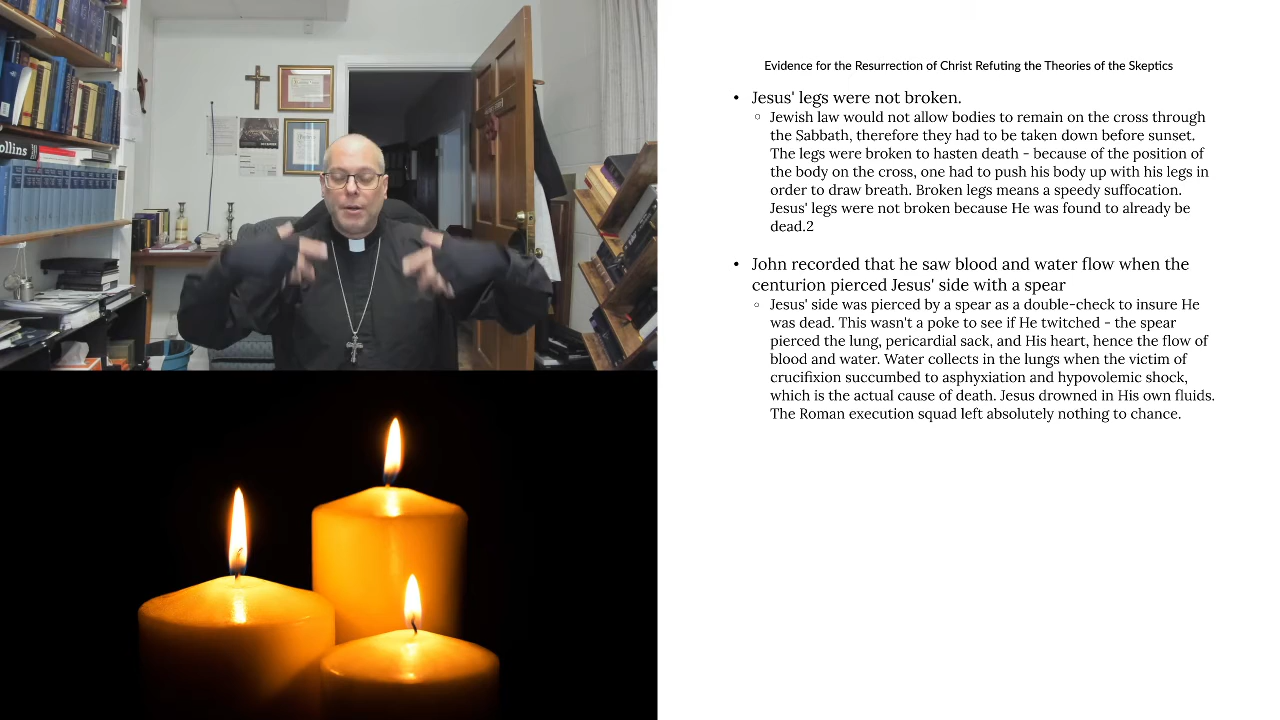 Evidence for the Resurrection of Christ Refuting the Theories of the Skeptics
• Jesus' legs were not broken.
○ Jewish law would not allow bodies to remain on the cross through
the Sabbath, therefore they had to be taken down before sunset.
The legs were broken to hasten death - because of the position of
the body on the cross, one had to push his body up with his legs in
order to draw breath. Broken legs means a speedy suffocation.
Jesus' legs were not broken because He was found to already be
dead.2
• John recorded that he saw blood and water flow when the
centurion pierced Jesus' side with a spear
○ Jesus' side was pierced by a spear as a double-check to insure He
was dead. This wasn't a poke to see if He twitched - the spear
pierced the lung, pericardial sack, and His heart, hence the flow of
blood and water. Water collects in the lungs when the victim of
crucifixion succumbed to asphyxiation and hypovolemic shock,
which is the actual cause of death. Jesus drowned in His own fluids.
The Roman execution squad left absolutely nothing to chance.
ollins